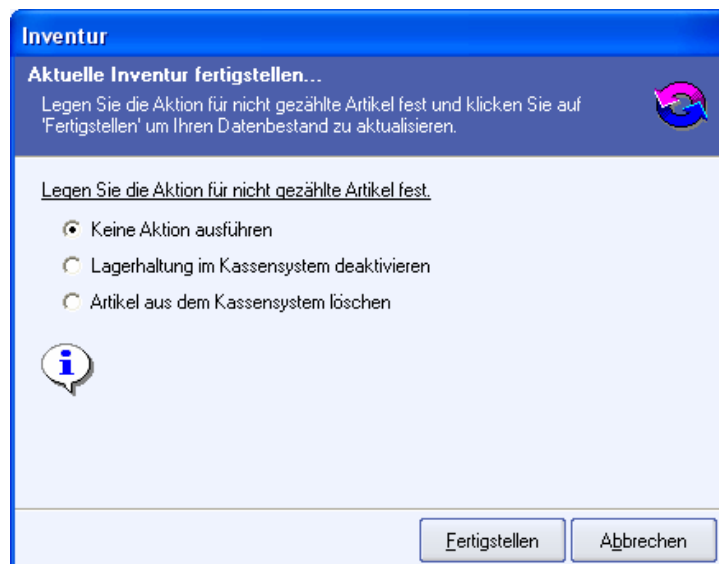 Inventur
Aktuelle Inventur fertigstellen...
Legen Sie die Aktion für nicht gezählte Artikel fest und klicken Sie auf
'Fertigstellen' um Ihren Datenbestand zu aktualisieren.
Legen Sie die Aktion für nicht gezählte Artikel fest.
Keine Aktion ausführen
Lagerhaltung im Kassensystem deaktivieren
Artikel aus dem Kassensystem löschen
Fertigstellen
Abbrechen